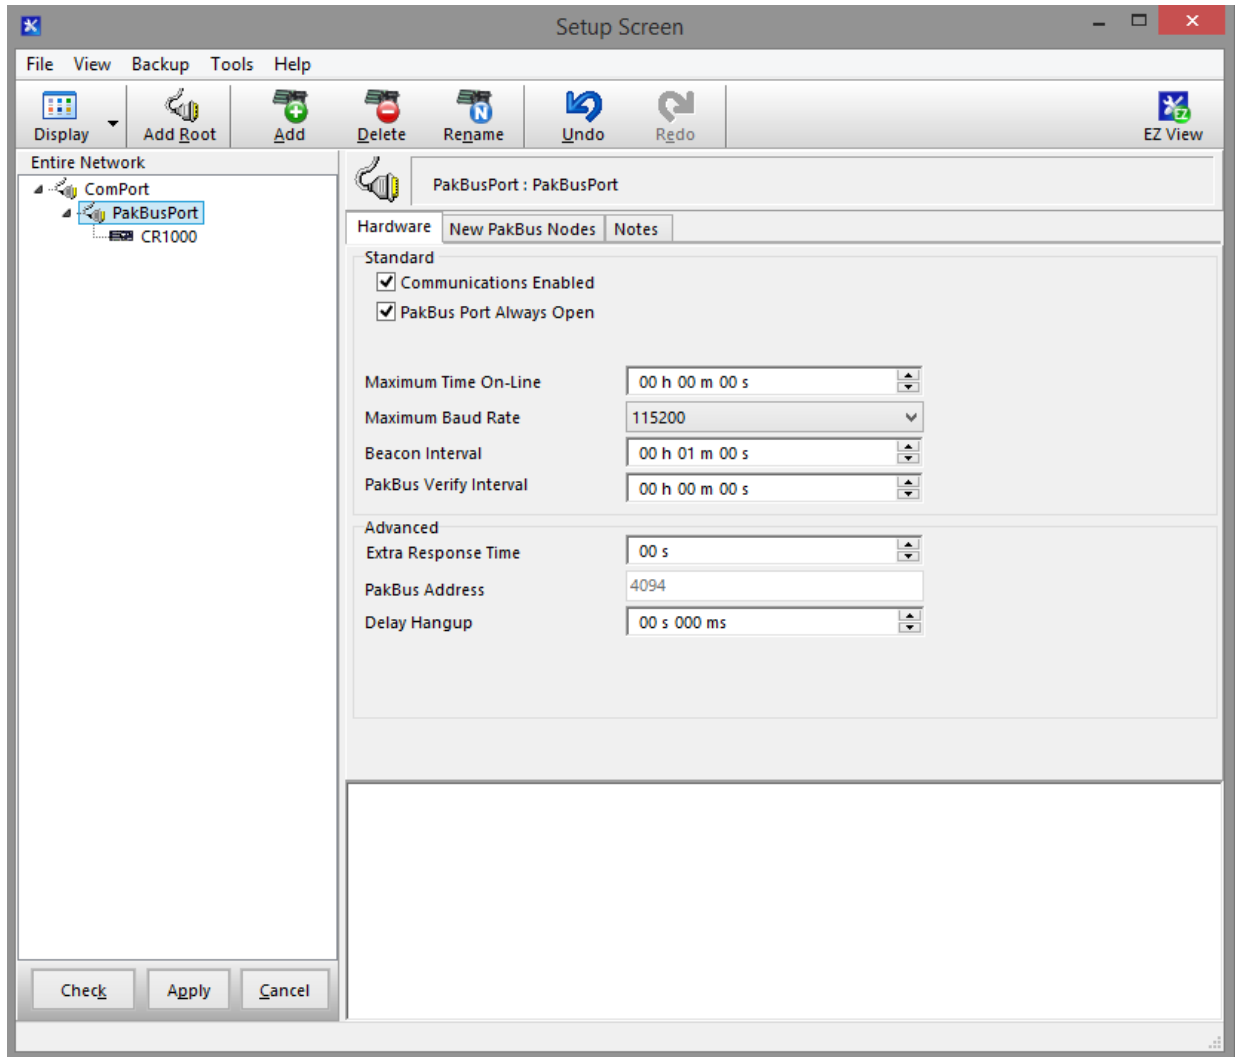 Setup Screen
File View Backup Tools Help
Display Add Root Add Delete Rename Undo Redo EZ View
Entire Network
ComPort
PakBusPort
CR1000
PakBusPort : PakBusPort
Hardware New PakBus Nodes Notes
Standard
Communications Enabled
PakBus Port Always Open
Maximum Time On-Line 00 h 00 m 00 s
Maximum Baud Rate 115200
Beacon Interval 00 h 01 m 00 s
PakBus Verify Interval 00 h 00 m 00 s
Advanced
Extra Response Time 00 s
PakBus Address 4094
Delay Hangup 00 s 000 ms
Check Apply Cancel